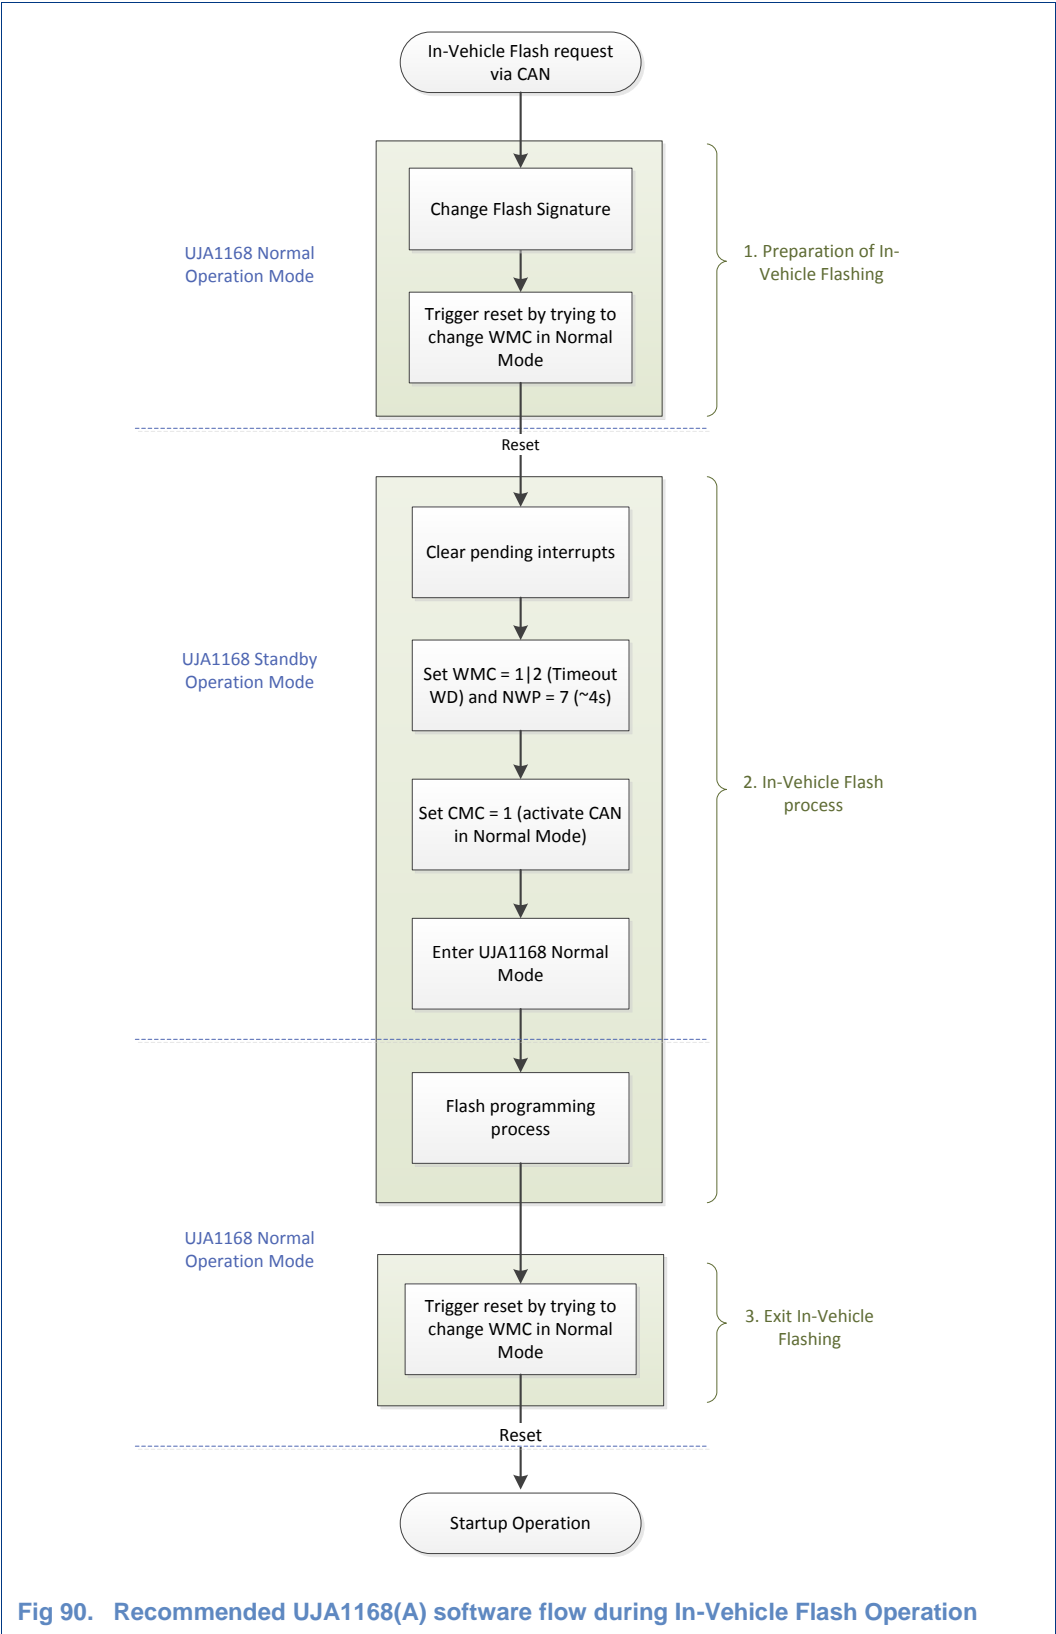 In-Vehicle Flash request
via CAN
Change Flash Signature
UJA1168 Normal
Operation Mode
1. Preparation of In-
Vehicle Flashing
Trigger reset by trying to
change WMC in Normal
Mode
Reset
Clear pending interrupts
UJA1168 Standby
Operation Mode
Set WMC = 1|2 (Timeout
WD) and NWP = 7 (~4s)
2. In-Vehicle Flash
process
Set CMC = 1 (activate CAN
in Normal Mode)
Enter UJA1168 Normal
Mode
Flash programming
process
UJA1168 Normal
Operation Mode
Trigger reset by trying to
change WMC in Normal
Mode
3. Exit In-Vehicle
Flashing
Reset
Startup Operation
Fig 90. Recommended UJA1168(A) software flow during In-Vehicle Flash Operation